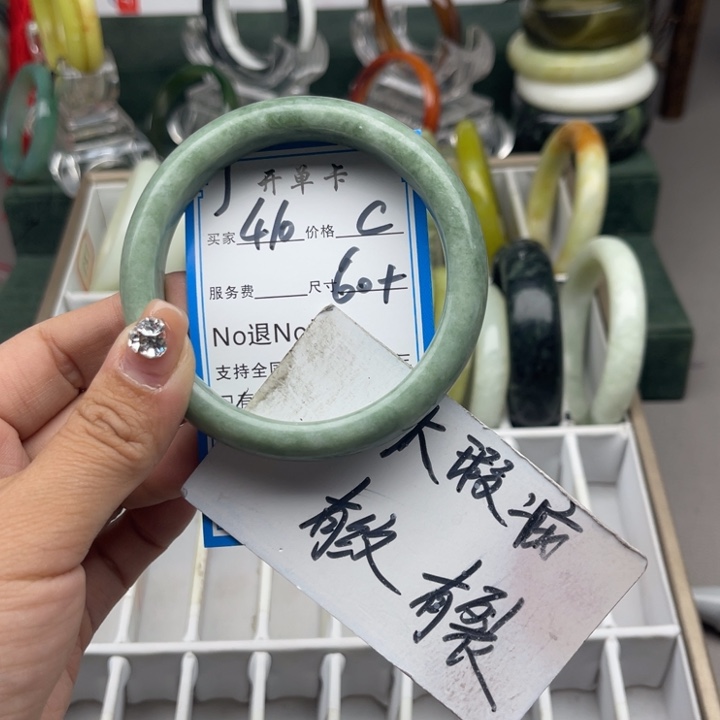 开单卡
买家 416 价格 C
服务费 尺寸 60+
No退No
支持全国
大瑕疵
有纹
有裂